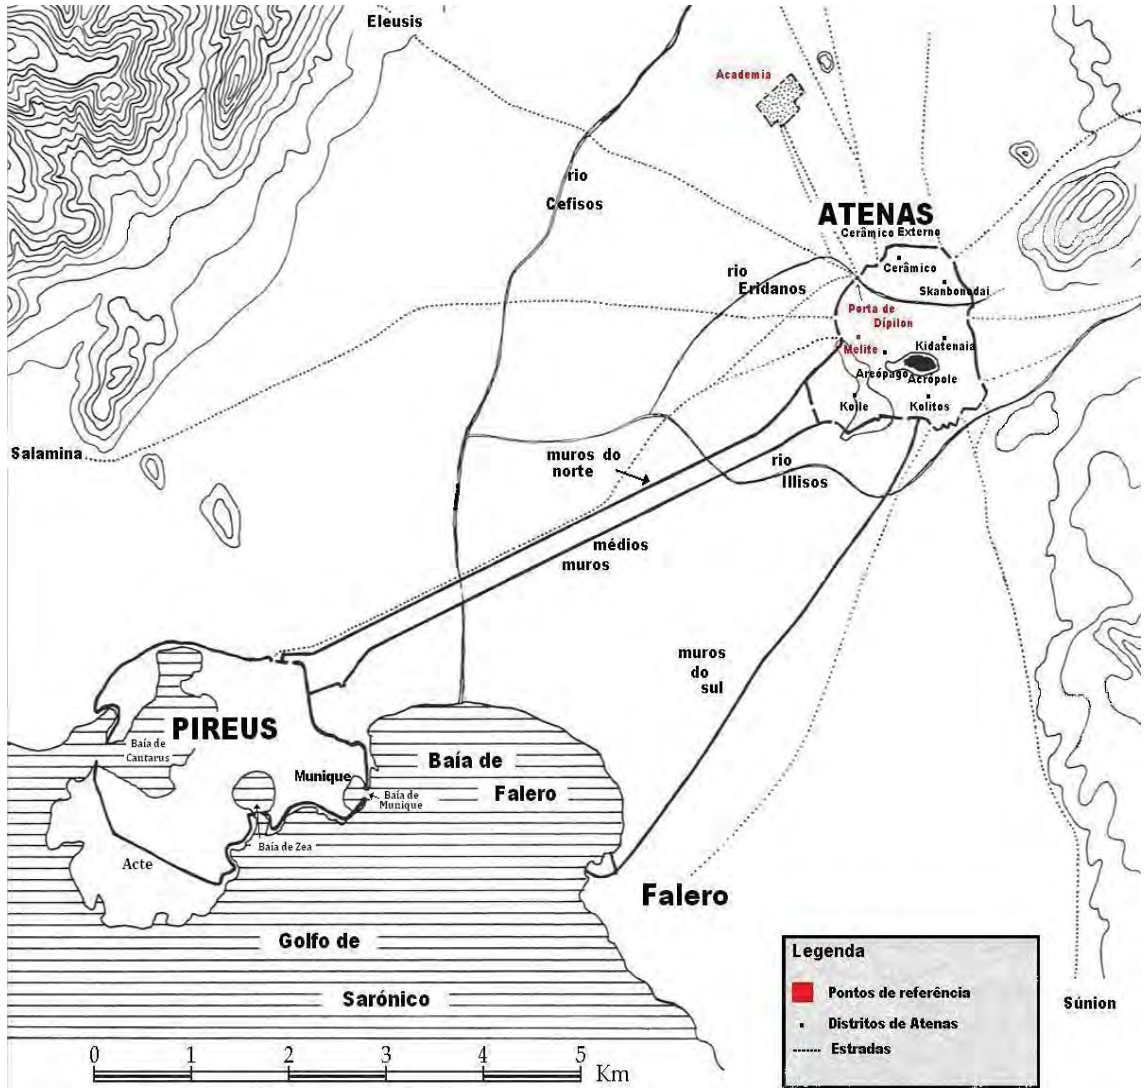 Eleusis
Academia
rio
Cefisos
ATENAS
Cerâmico Externo
Cerâmico
rio
Eridanos
Skanbonudai
Porta de
Dípilon
Melite
Kidatenaia
Areópago
Acrópole
Koile
Kolitos
Salamina
muros do
norte
rio
Illisos
médios
muros
muros
do
sul
PIREUS
Baía de
Cantarus
Munique
Baía de
Falero
Baía de
Munique
Baía de Zea
Acte
Falero
Golfo de
Sarónico
Súnion
Legenda
Pontos de referência
Distritos de Atenas
Estradas
0 1 2 3 4 5
Km